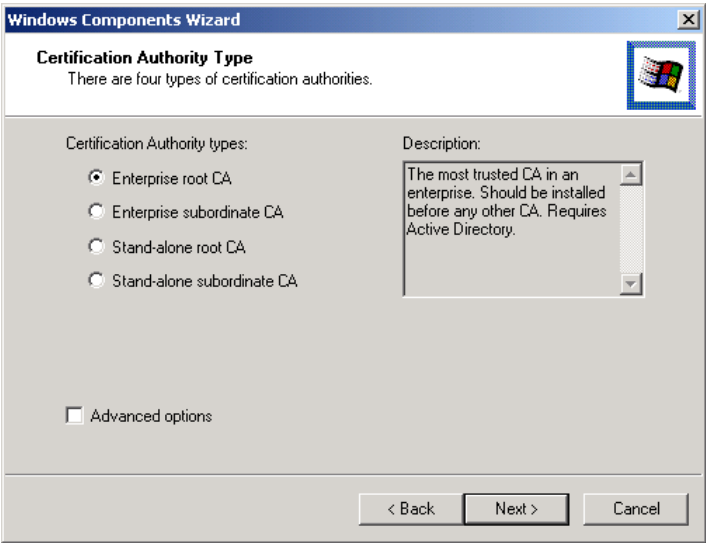 Windows Components Wizard
Certification Authority Type
There are four types of certification authorities.
Certification Authority types:
Enterprise root CA
Enterprise subordinate CA
Stand-alone root CA
Stand-alone subordinate CA
Description:
The most trusted CA in an
enterprise. Should be installed
before any other CA. Requires
Active Directory.
Advanced options
< Back
Next >
Cancel